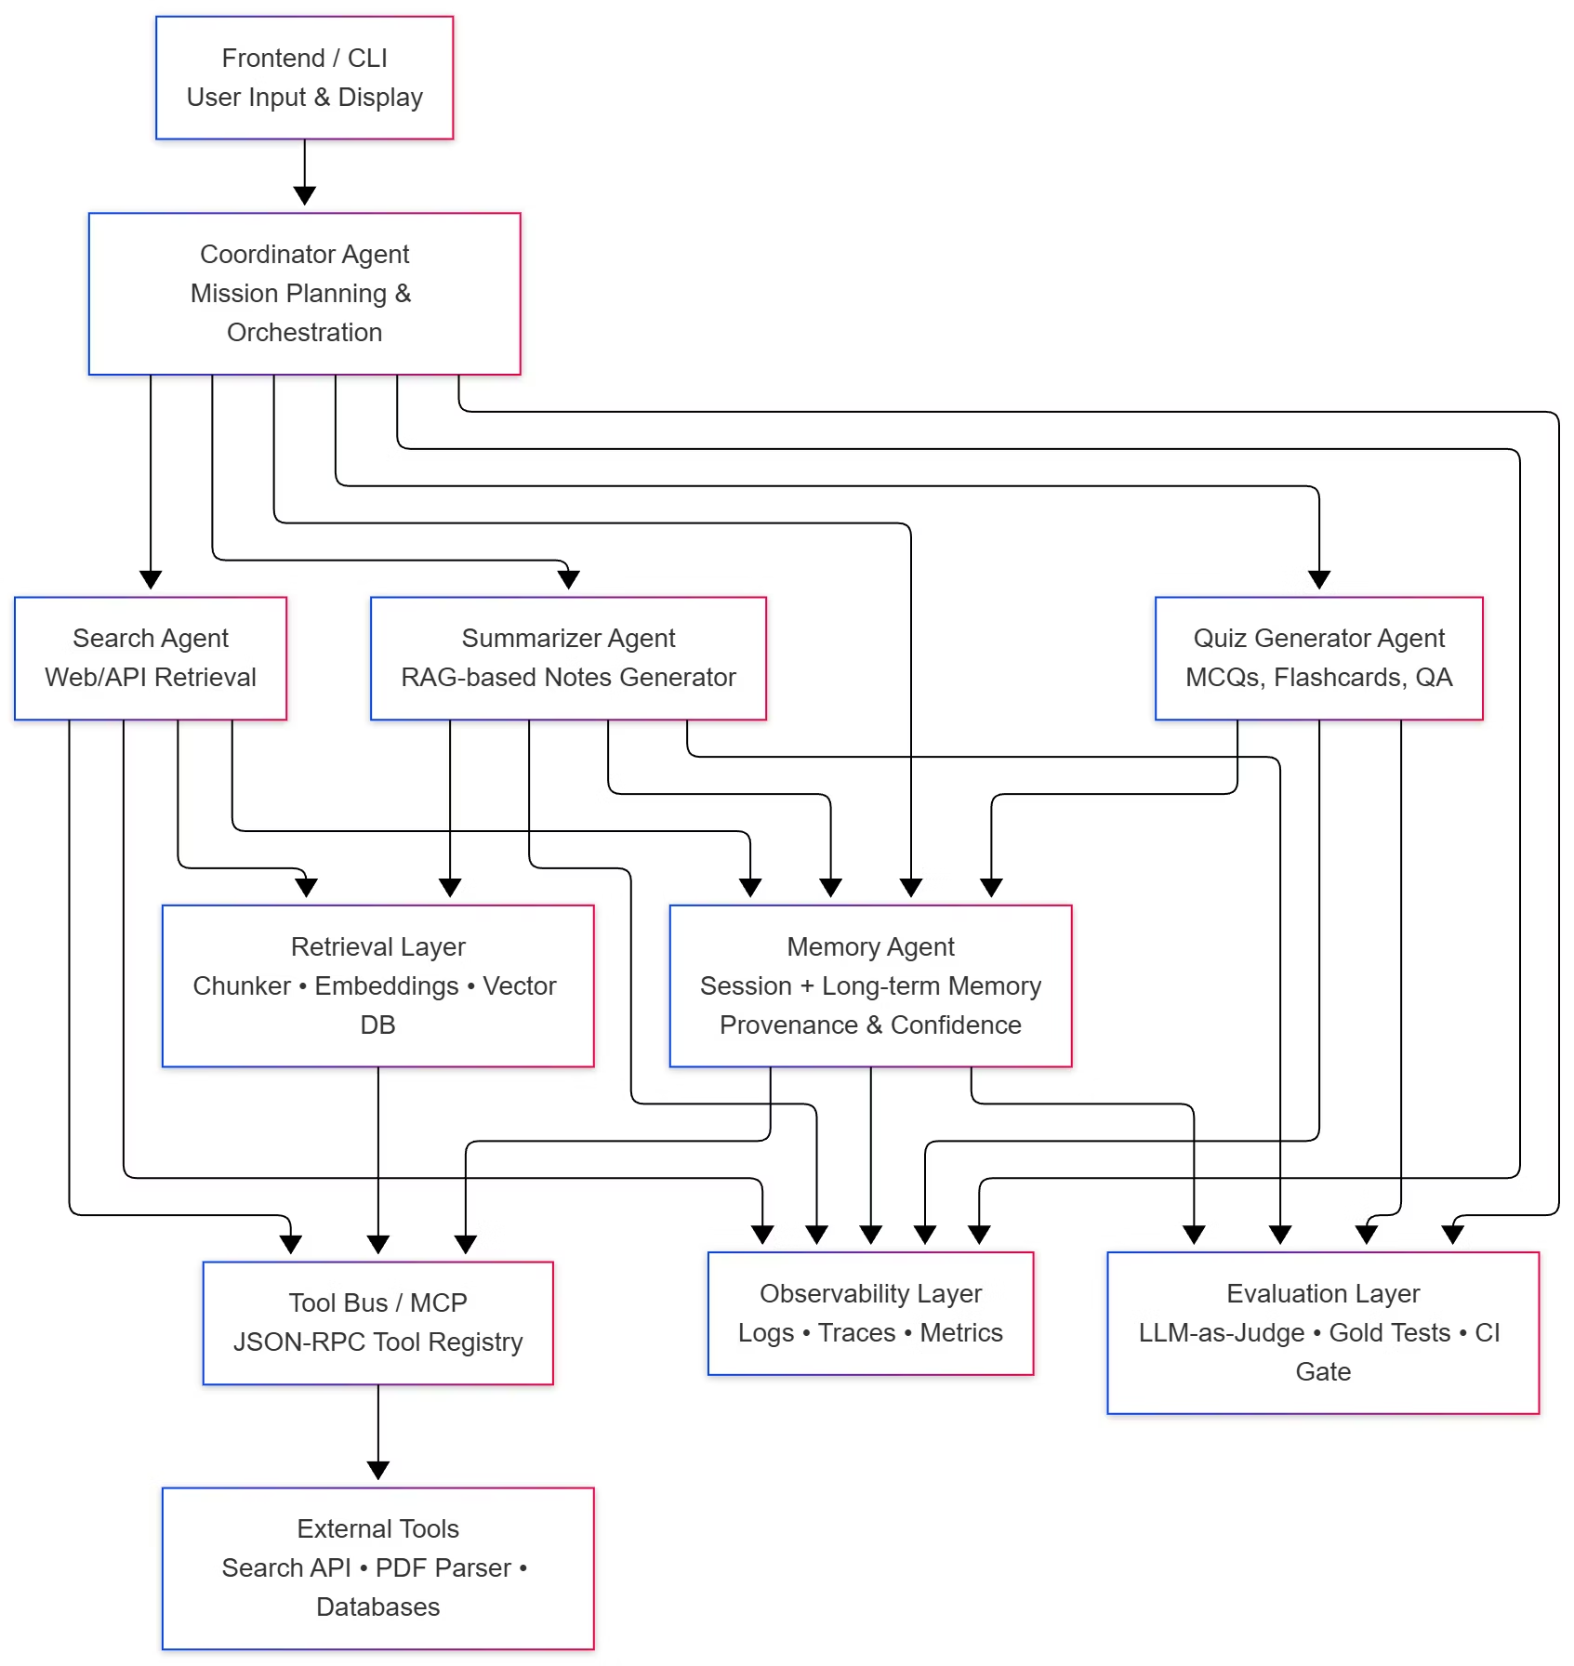 Frontend / CLI
User Input & Display
Coordinator Agent
Mission Planning &
Orchestration
Search Agent
Web/API Retrieval
Summarizer Agent
RAG-based Notes Generator
Quiz Generator Agent
MCQs, Flashcards, QA
Retrieval Layer
Chunker • Embeddings • Vector
DB
Memory Agent
Session + Long-term Memory
Provenance & Confidence
Tool Bus / MCP
JSON-RPC Tool Registry
Observability Layer
Logs • Traces • Metrics
Evaluation Layer
LLM-as-Judge • Gold Tests • CI
Gate
External Tools
Search API • PDF Parser •
Databases